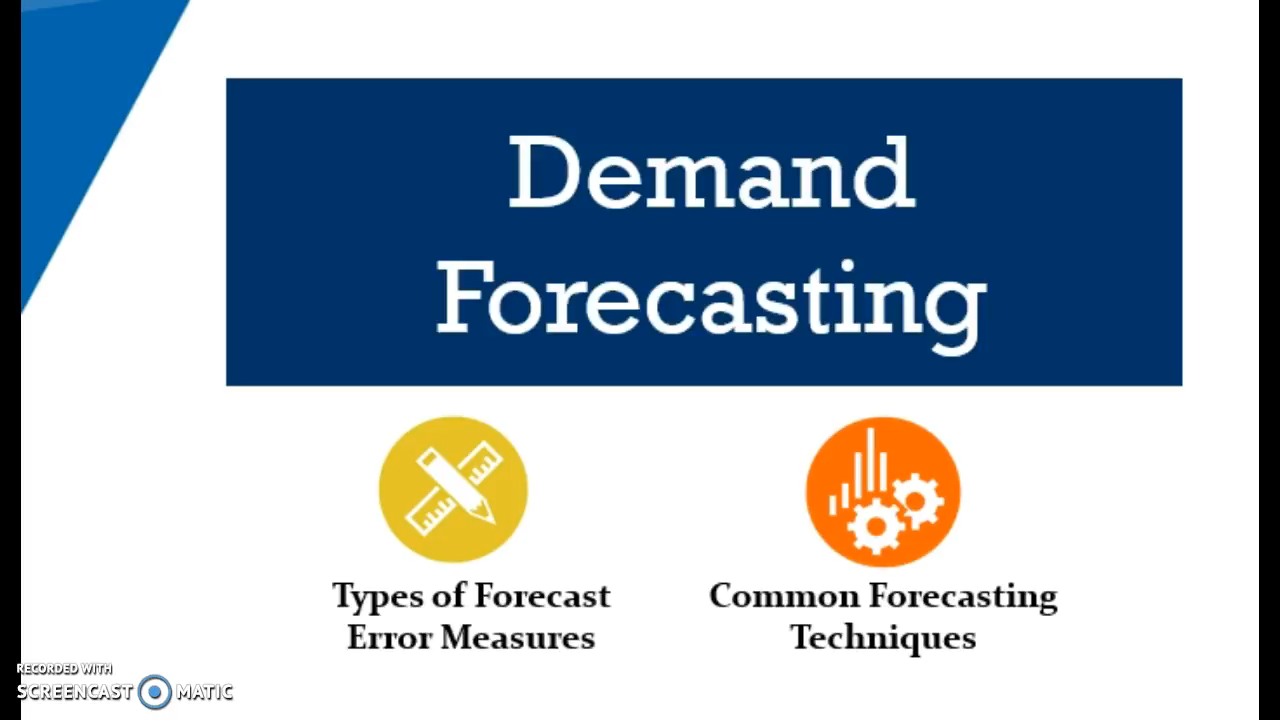 Demand
Forecasting
Types of Forecast
Error Measures
Common Forecasting
Techniques
RECORDED WITH
SCREENCAST MATIC